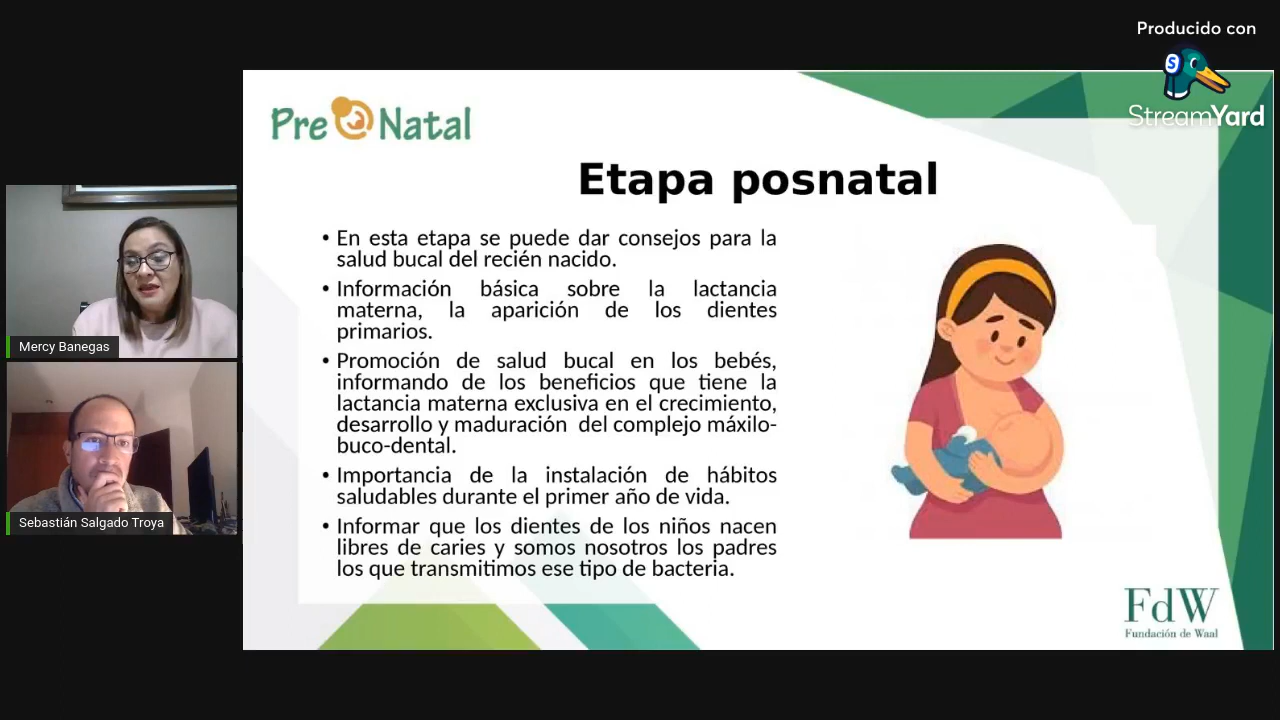 Producido con
StreamYard
Pre Natal
Etapa posnatal
• En esta etapa se puede dar consejos para la
salud bucal del recién nacido.
• Información básica sobre la lactancia
materna, la aparición de los dientes
primarios.
• Promoción de salud bucal en los bebés,
informando de los beneficios que tiene la
lactancia materna exclusiva en el crecimiento,
desarrollo y maduración del complejo máxilo-
buco-dental.
• Importancia de la instalación de hábitos
saludables durante el primer año de vida.
• Informar que los dientes de los niños nacen
libres de caries y somos nosotros los padres
los que transmitimos ese tipo de bacteria.
Mercy Banegas
Sebastián Salgado Troya
FdW
Fundación de Waal